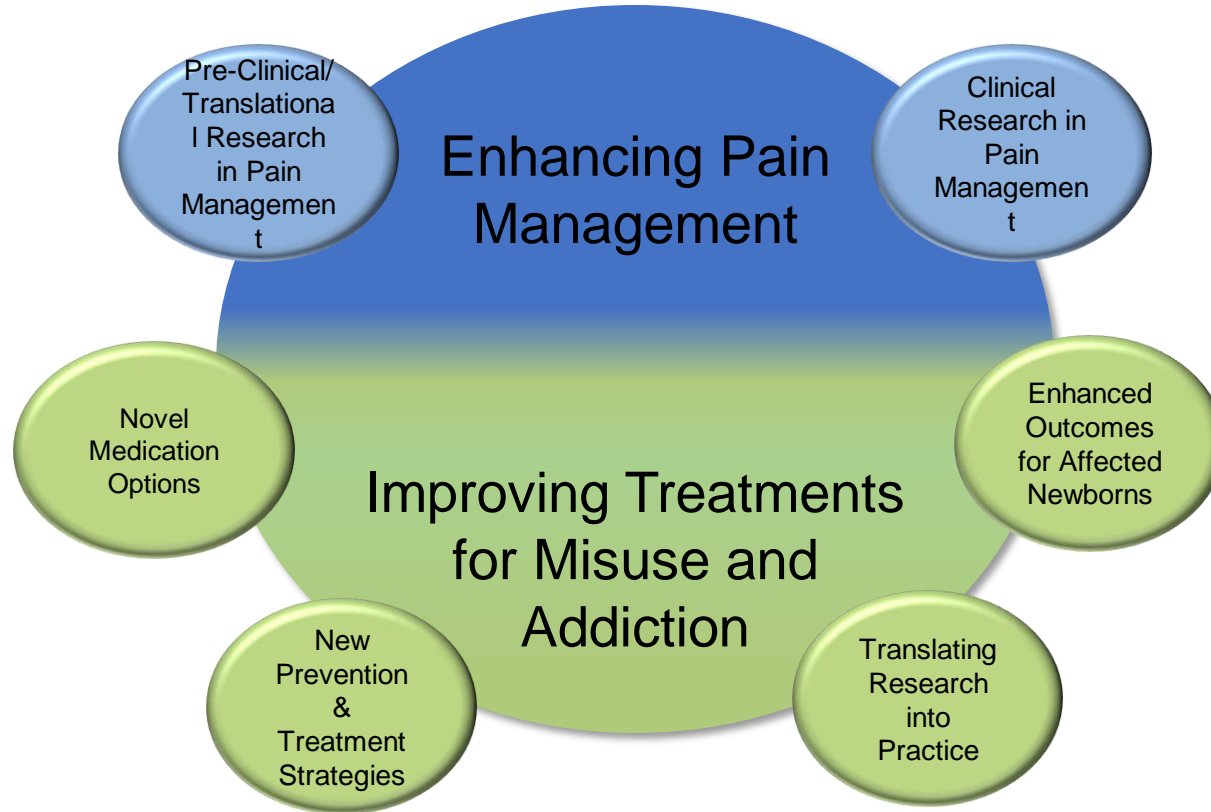 Pre-Clinical/
Translationa
l Research
in Pain
Managemen
t
Clinical
Research in
Pain
Managemen
t
Enhancing Pain
Management
Novel
Medication
Options
Enhanced
Outcomes
for Affected
Newborns
Improving Treatments
for Misuse and
Addiction
New
Prevention
&
Treatment
Strategies
Translating
Research
into
Practice